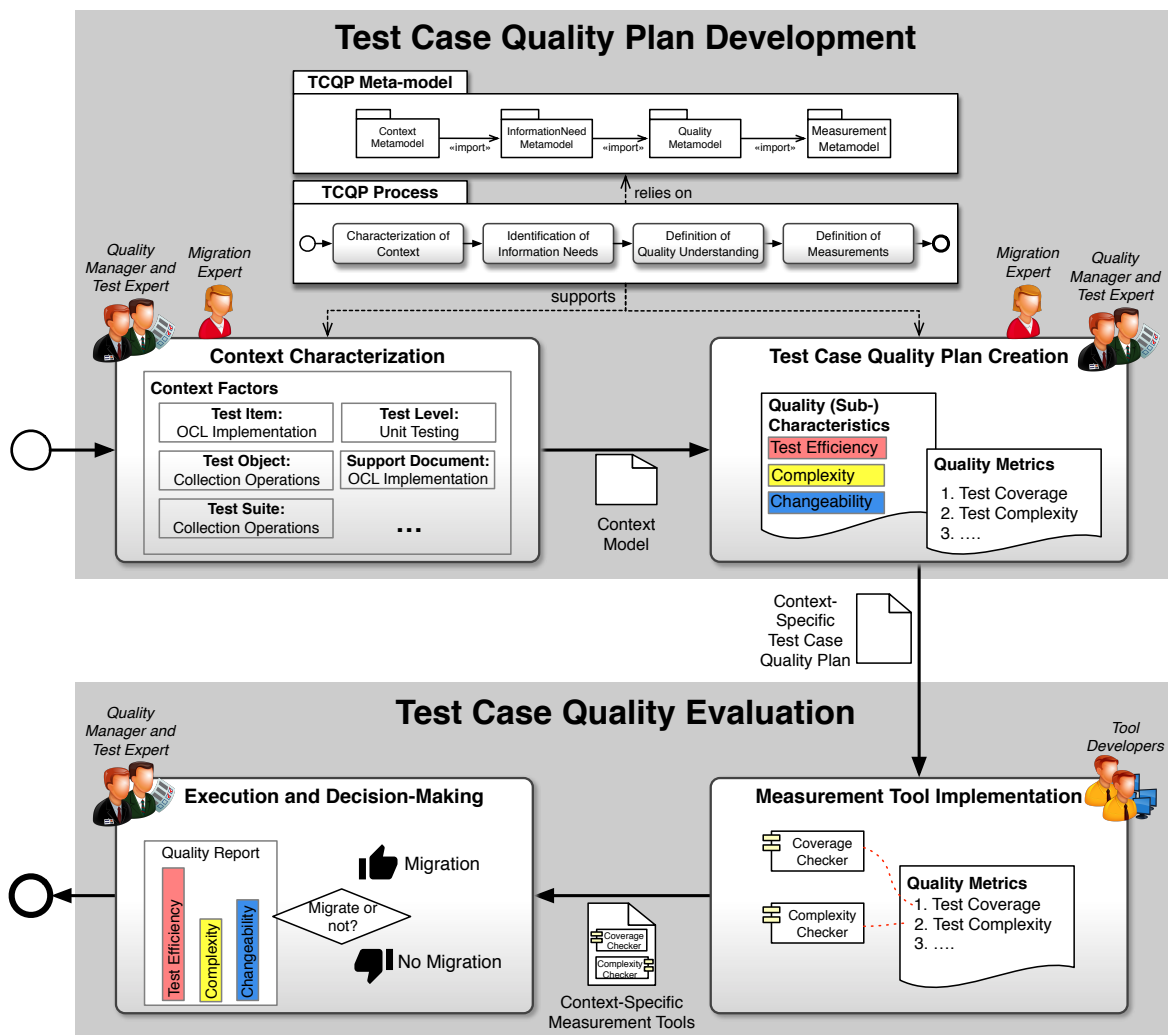 Test Case Quality Plan Development
TCQP Meta-model
Context
Metamodel
«import»
InformationNeed
Metamodel
«import»
Quality
Metamodel
«import»
Measurement
Metamodel
relies on
TCQP Process
Characterization of
Context
Identification of
Information Needs
Definition of
Quality Understanding
Definition of
Measurements
supports
Quality
Manager and
Test Expert
Migration
Expert
Migration
Expert
Quality
Manager and
Test Expert
Context Characterization
Context Factors
Test Item:
OCL Implementation
Test Level:
Unit Testing
Test Object:
Collection Operations
Support Document:
OCL Implementation
Test Suite:
Collection Operations
...
Context
Model
Test Case Quality Plan Creation
Quality (Sub-)
Characteristics
Test Efficiency
Complexity
Changeability
Quality Metrics
1. Test Coverage
2. Test Complexity
3. ....
Context-
Specific
Test Case
Quality Plan
Test Case Quality Evaluation
Tool
Developers
Measurement Tool Implementation
Coverage
Checker
Complexity
Checker
Quality Metrics
1. Test Coverage
2. Test Complexity
3. ....
Coverage
Checker
Complexity
Checker
Context-Specific
Measurement Tools
Quality
Manager and
Test Expert
Execution and Decision-Making
Quality Report
Test Efficiency
Complexity
Changeability
Migrate or
not?
Migration
No Migration